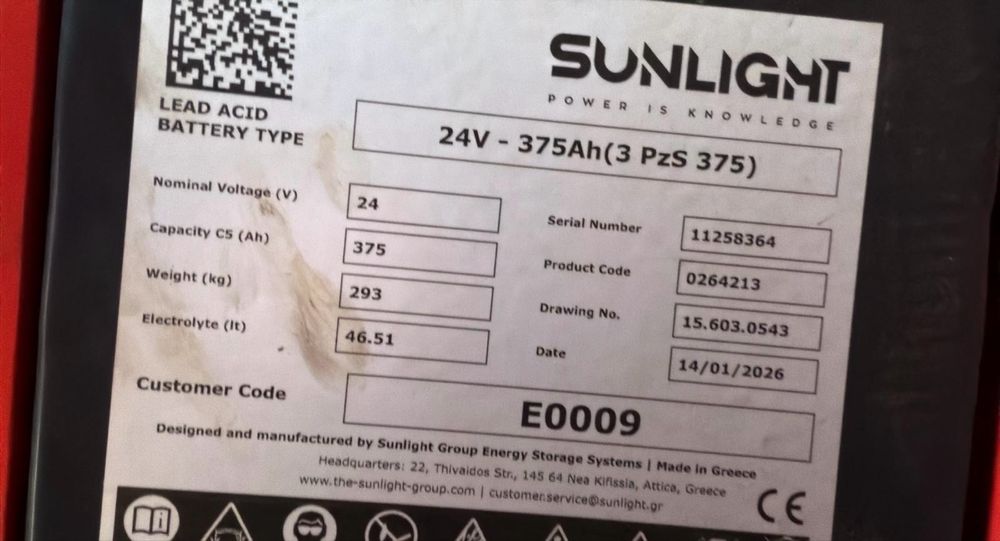 SUNLIGHT
POWER IS KNOWLEDGE
LEAD ACID
BATTERY TYPE
24V - 375Ah(3 PzS 375)
Nominal Voltage (V) 24
Capacity C5 (Ah) 375
Weight (kg) 293
Electrolyte (lt) 46.51
Serial Number 11258364
Product Code 0264213
Drawing No. 15.603.0543
Date 14/01/2026
Customer Code E0009
Designed and manufactured by Sunlight Group Energy Storage Systems | Made in Greece
Headquarters: 22, Thivaidos Str., 145 64 Nea Kifissia, Attica, Greece
www.the-sunlight-group.com | customer.service@sunlight.gr
CE